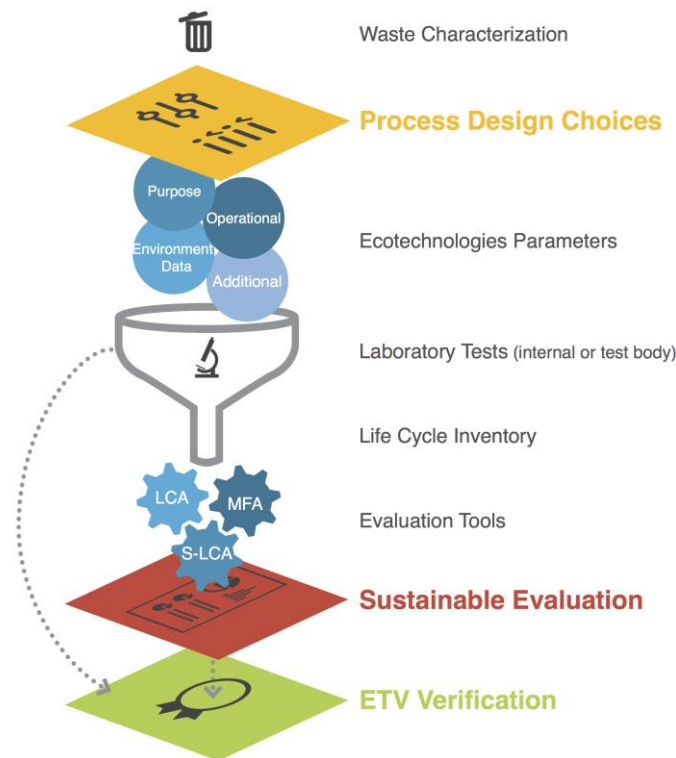 Waste Characterization
Process Design Choices
Purpose
Operational
Environment
Data
Additional
Ecotechnologies Parameters
Laboratory Tests (internal or test body)
Life Cycle Inventory
LCA
MFA
S-LCA
Evaluation Tools
Sustainable Evaluation
ETV Verification